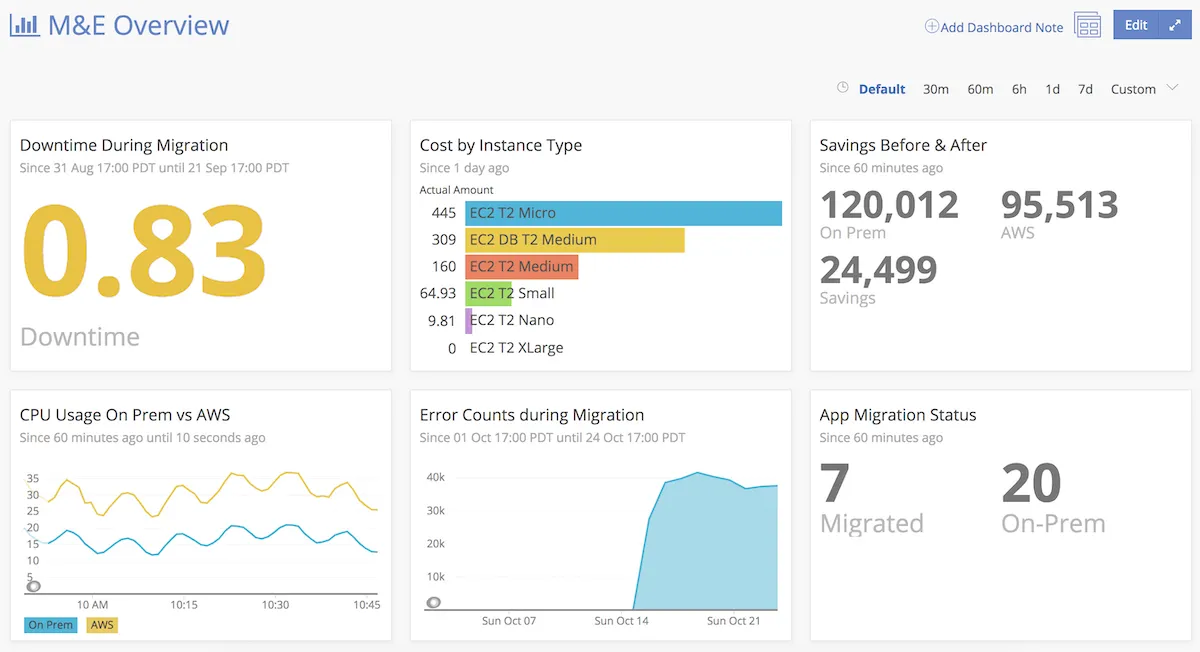 M&E Overview
Add Dashboard Note
Edit
Default 30m 60m 6h 1d 7d Custom
Downtime During Migration
Since 31 Aug 17:00 PDT until 21 Sep 17:00 PDT
0.83
Downtime
Cost by Instance Type
Since 1 day ago
Actual Amount
445 EC2 T2 Micro
309 EC2 DB T2 Medium
160 EC2 T2 Medium
64.93 EC2 T2 Small
9.81 EC2 T2 Nano
0 EC2 T2 XLarge
Savings Before & After
Since 60 minutes ago
120,012 95,513
On Prem AWS
24,499
Savings
CPU Usage On Prem vs AWS
Since 60 minutes ago until 10 seconds ago
35
30
25
20
15
10
5
10 AM 10:15 10:30 10:45
On Prem AWS
Error Counts during Migration
Since 01 Oct 17:00 PDT until 24 Oct 17:00 PDT
40k
30k
20k
10k
Sun Oct 07 Sun Oct 14 Sun Oct 21
App Migration Status
Since 60 minutes ago
7 20
Migrated On-Prem